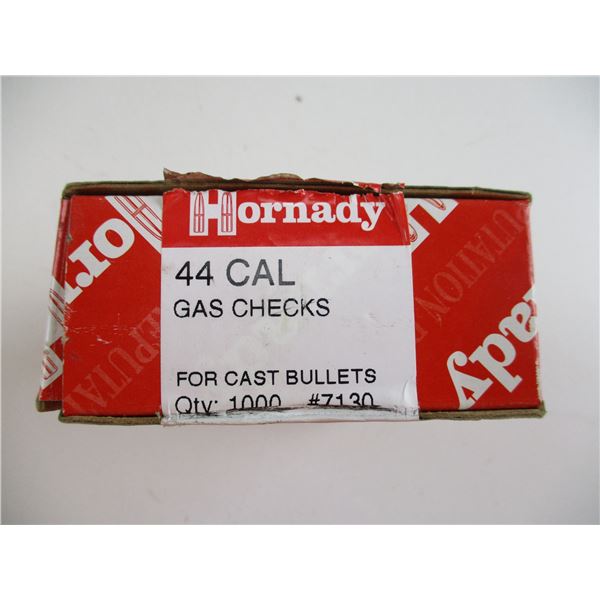 Hornady
44 CAL
GAS CHECKS
FOR CAST BULLETS
Qty: 1000 #7130